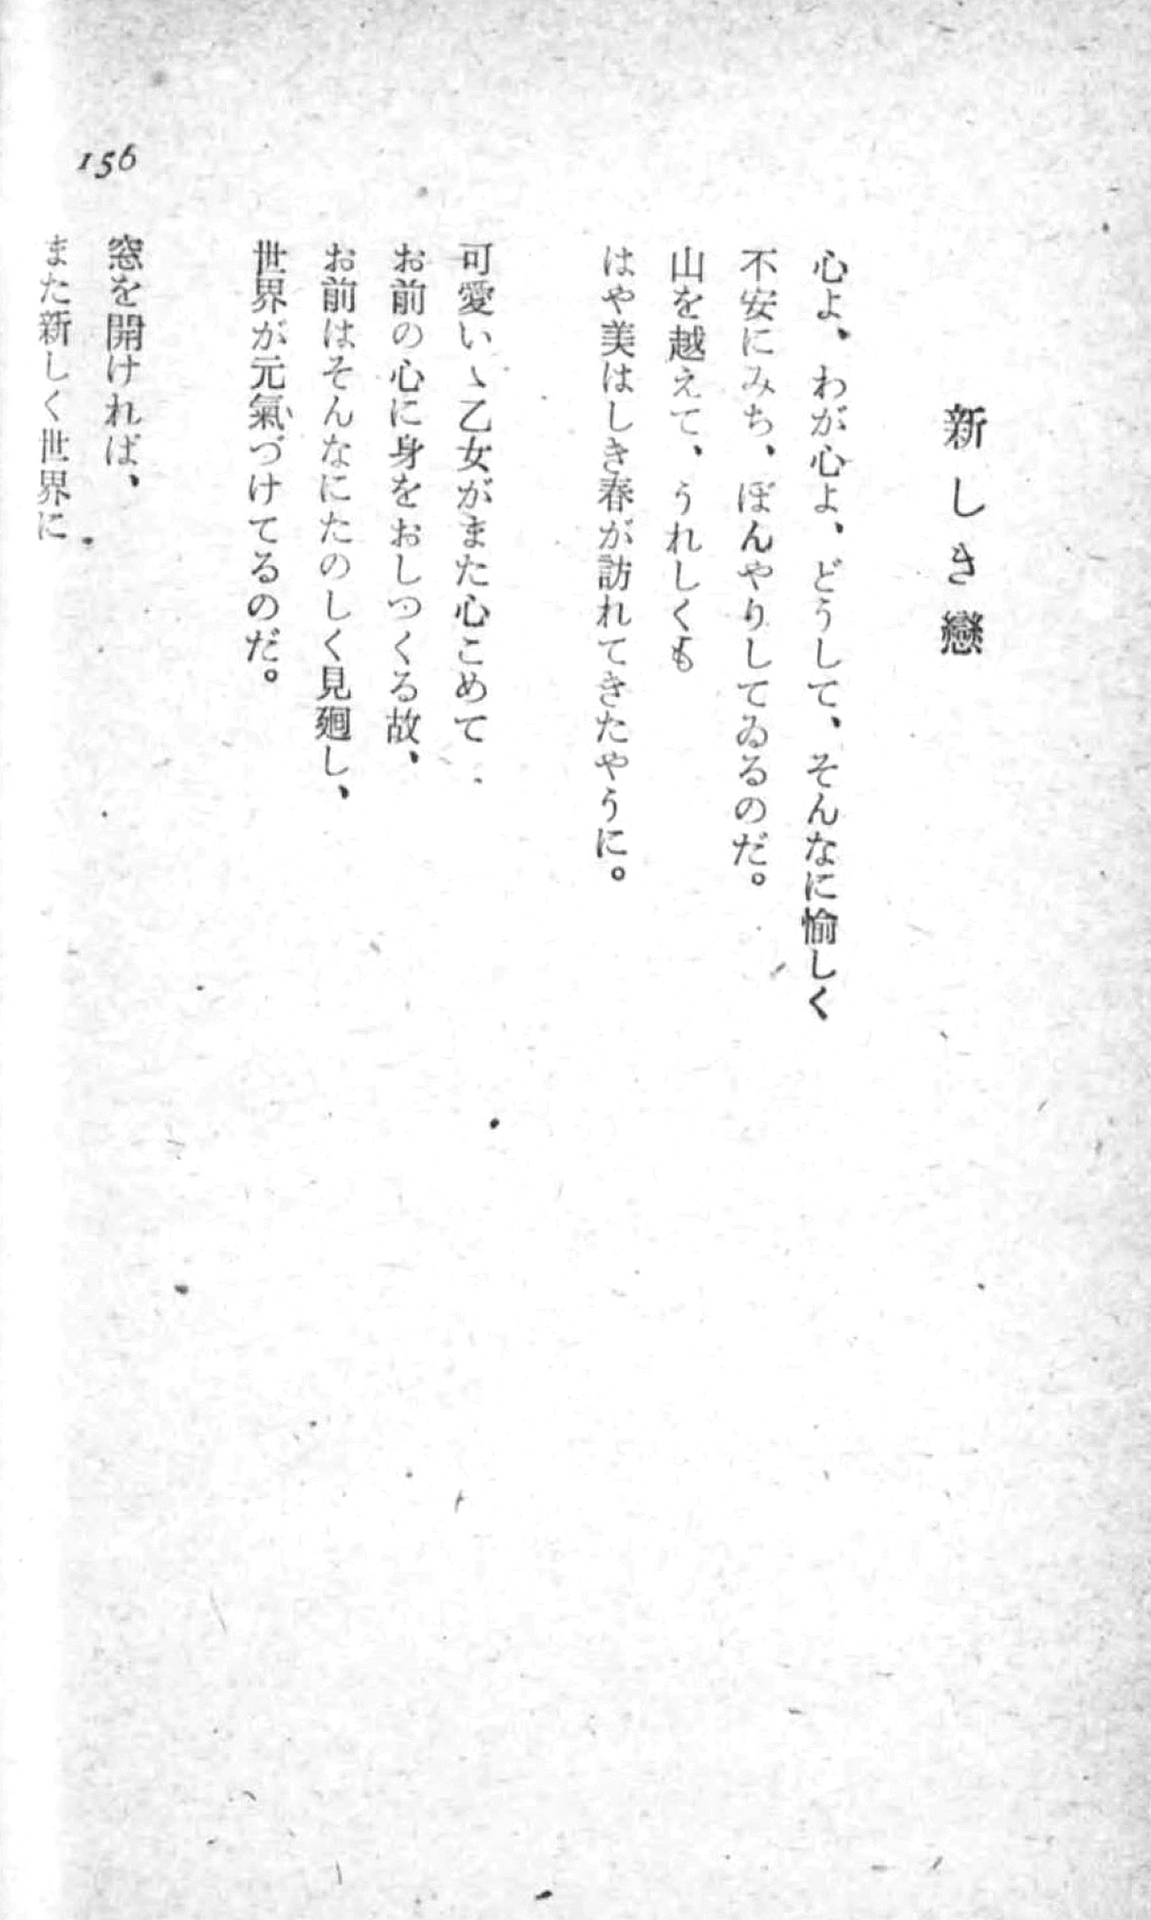 新しき戀
心よ、わが心よ、どうして、そんなに愉しく
不安にみち、ぼんやりしてゐるのだ。
山を越えて、うれしくも
はや美はしき春が訪れてきたやうに。
可愛いゝ乙女がまた心こめて
お前の心に身をおしつくる故、
お前はそんなにたのしく見廻し、
世界が元氣づけてるのだ。
窓を開ければ、
また新しく世界に
156